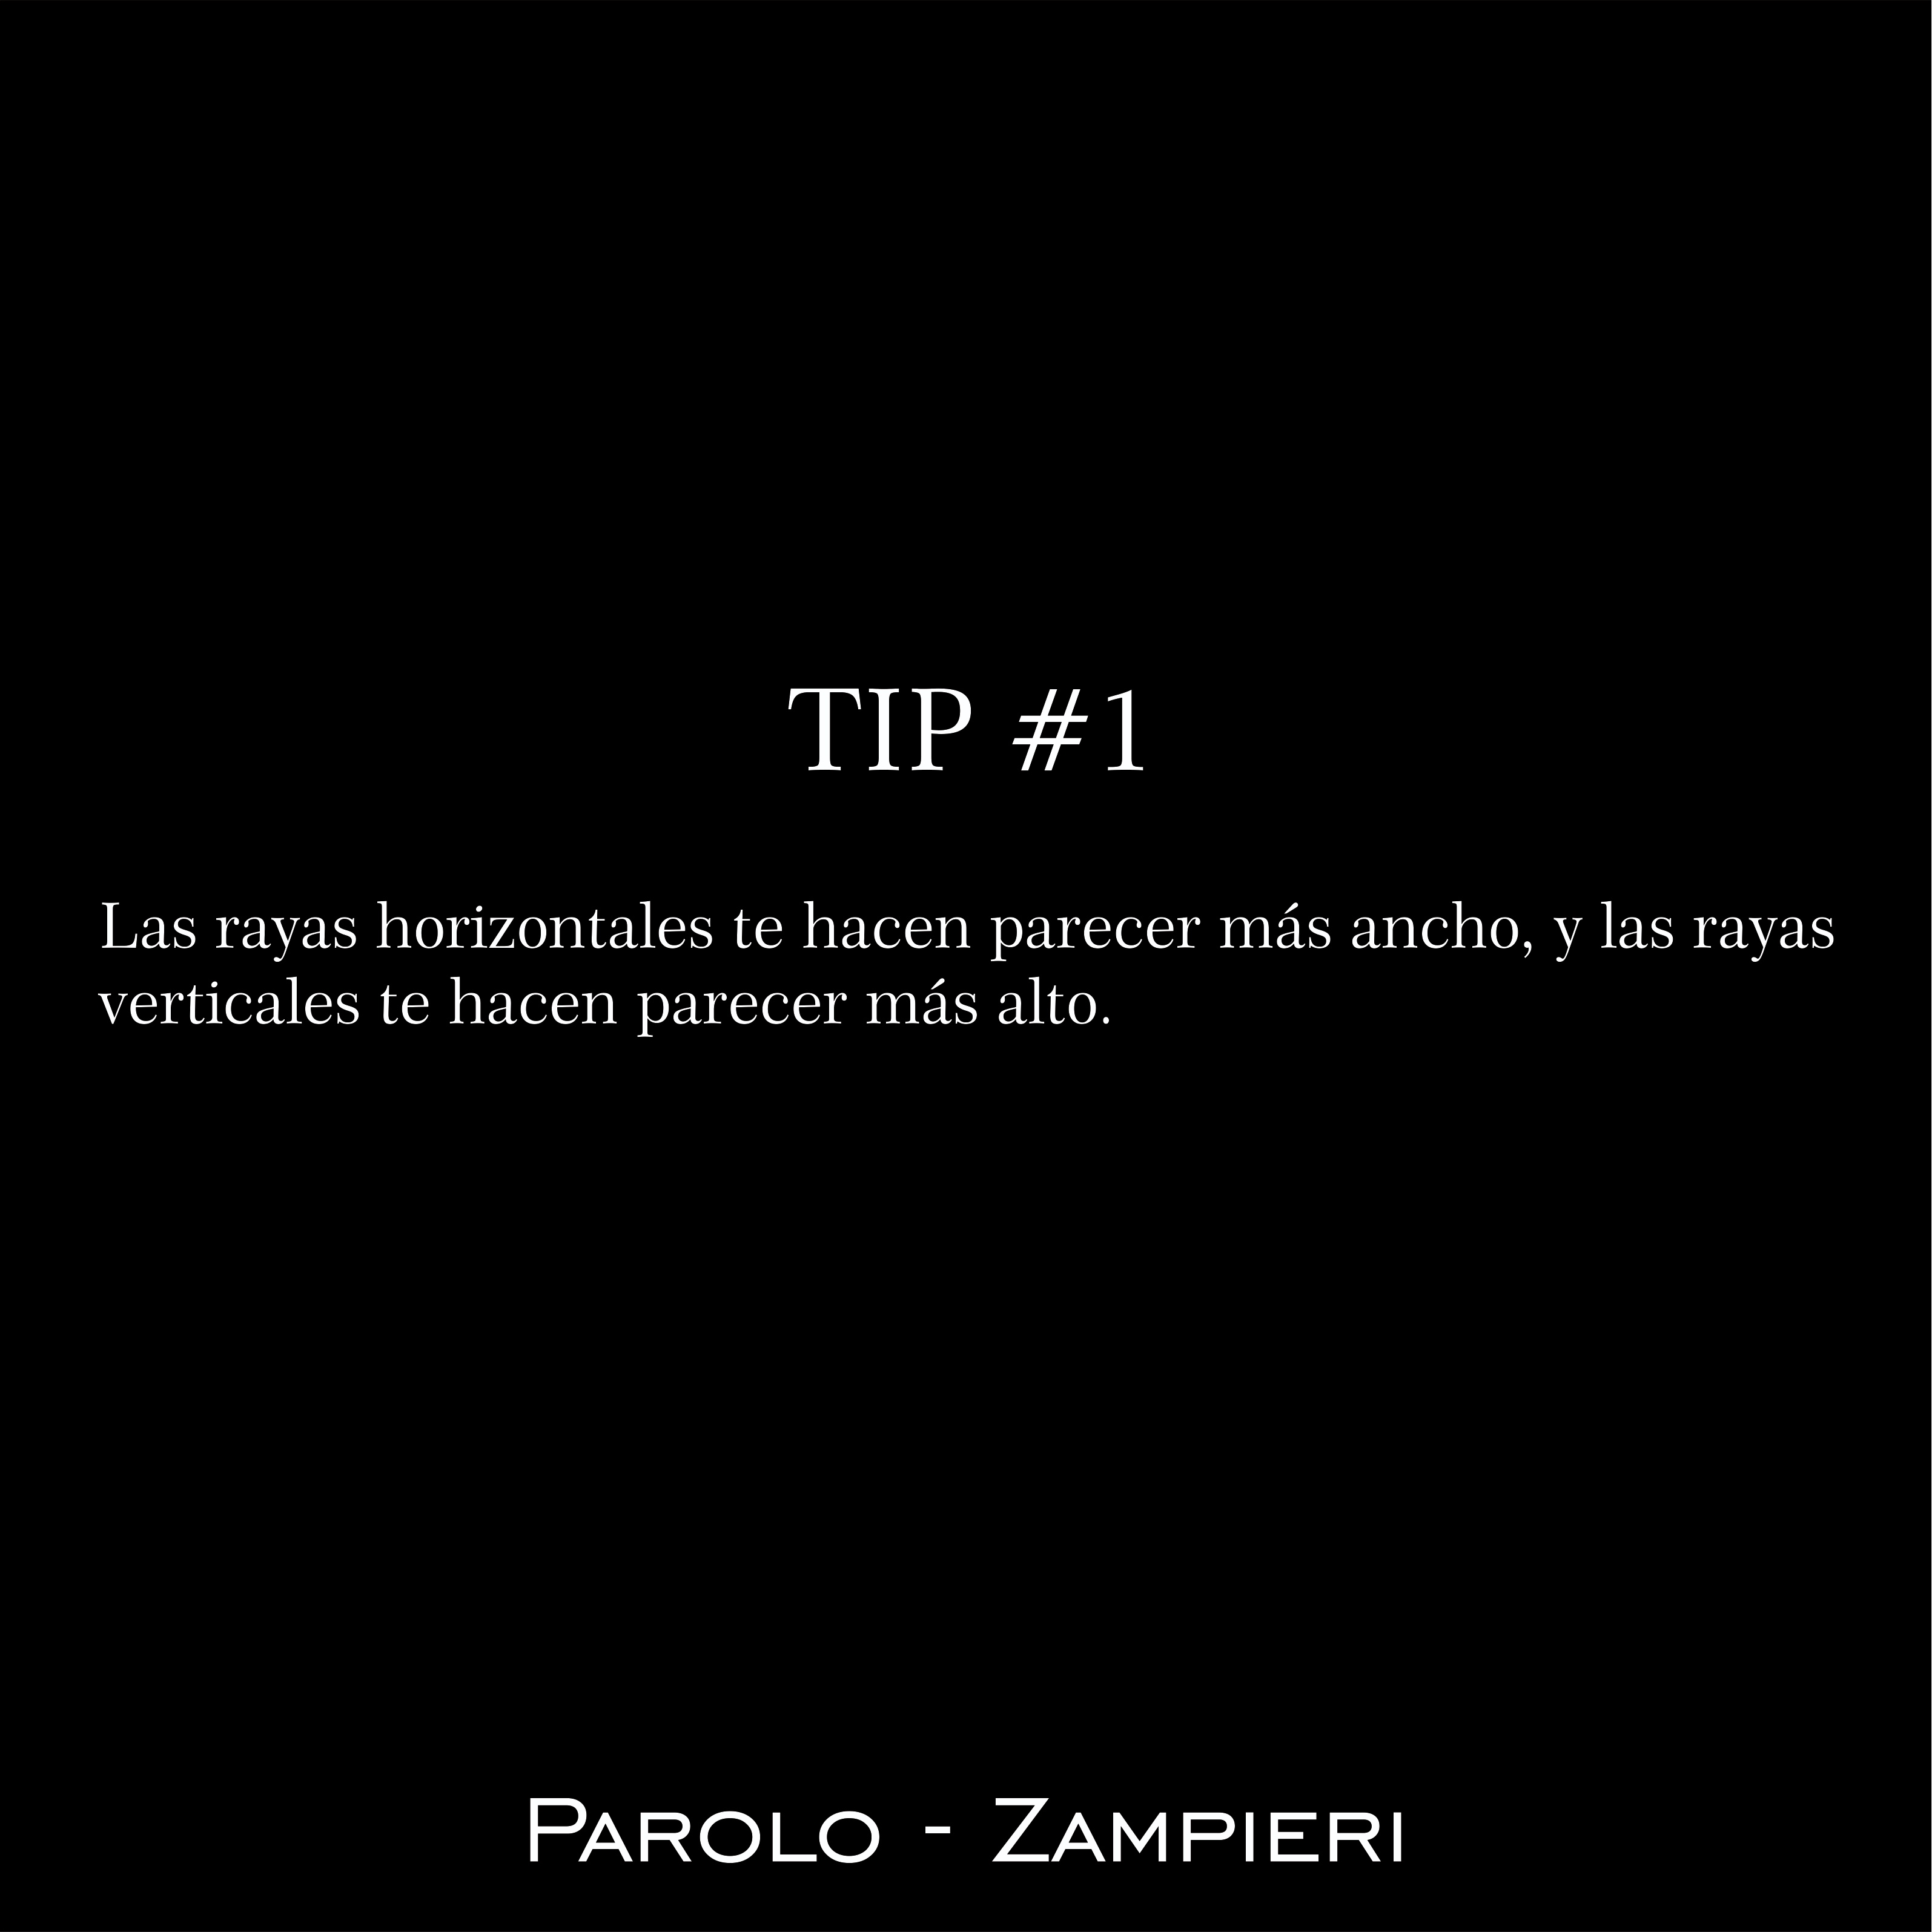 TIP #1
Las rayas horizontales te hacen parecer más ancho, y las rayas
verticales te hacen parecer más alto.
PAROLO - ZAMPIERI